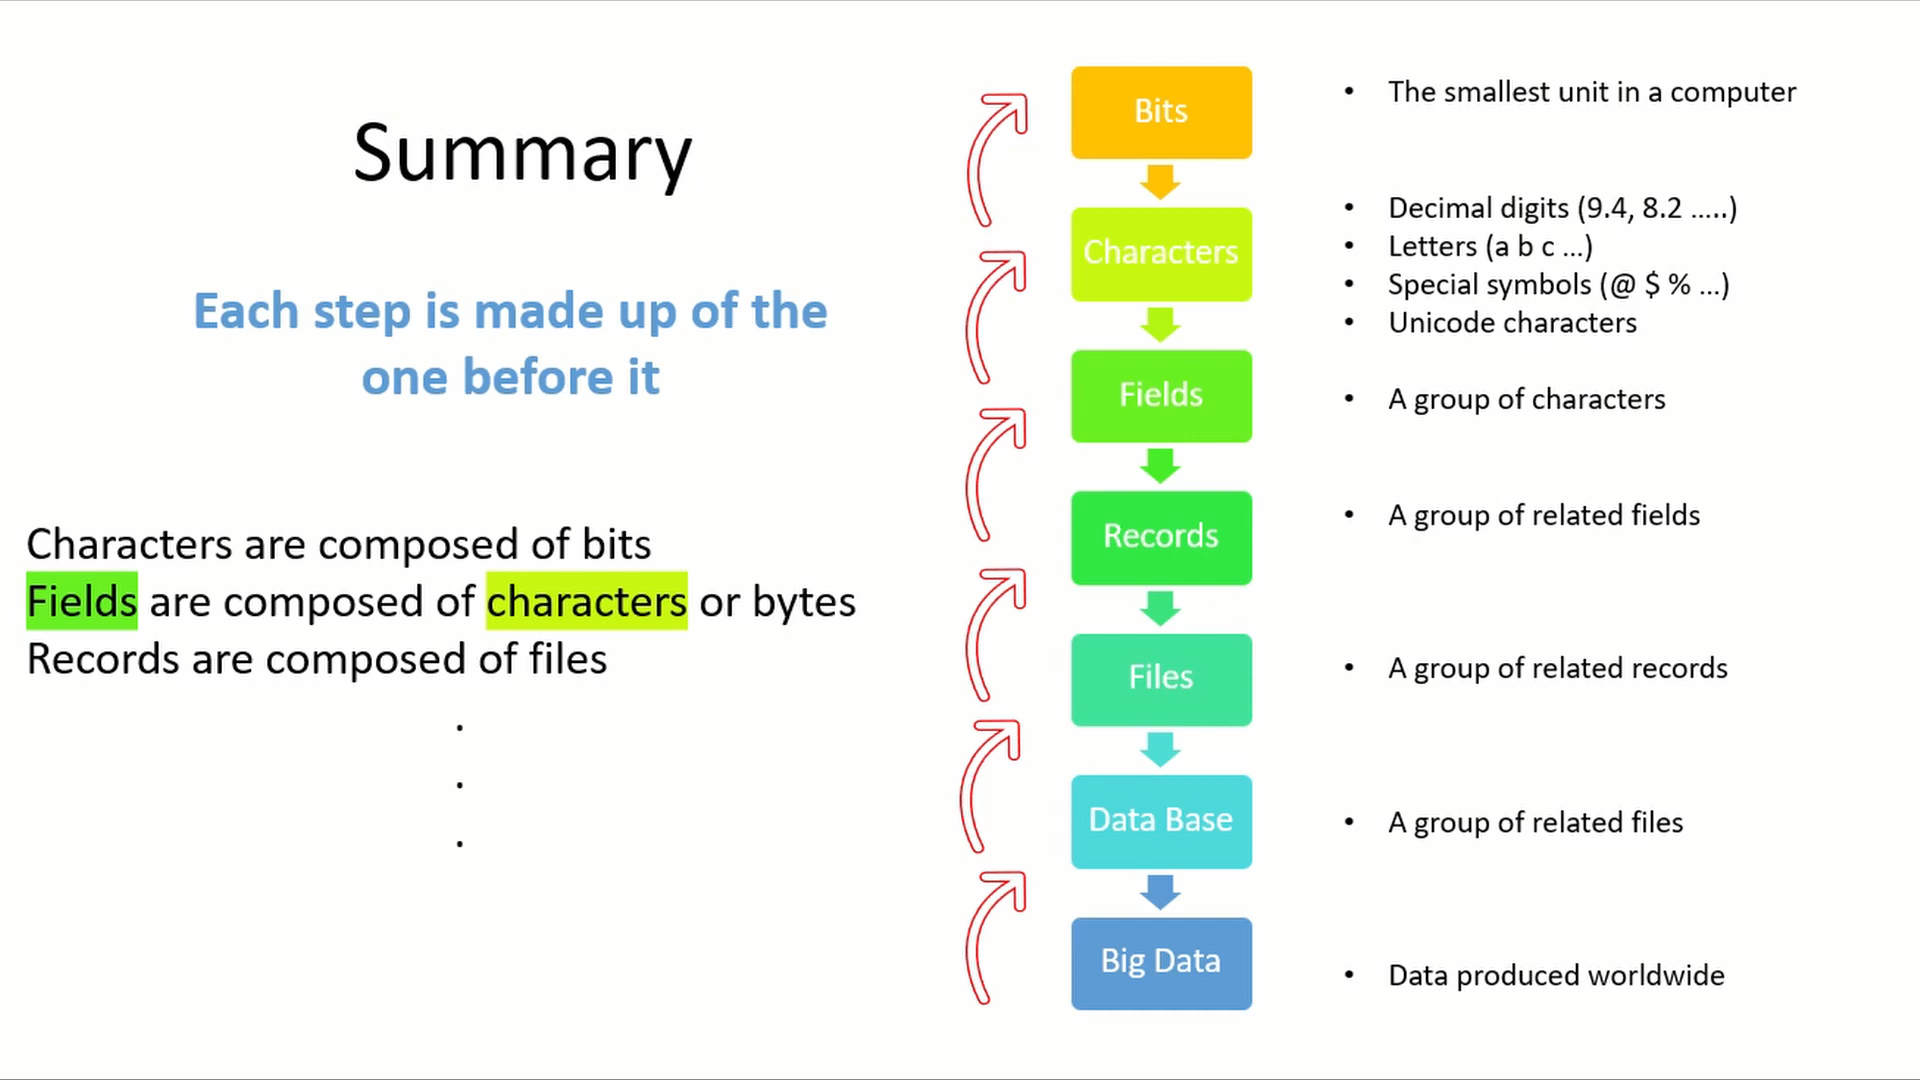 Summary
Each step is made up of the
one before it
Characters are composed of bits
Fields are composed of characters or bytes
Records are composed of files
.
.
.
Bits
• The smallest unit in a computer
Characters
• Decimal digits (9.4, 8.2 .....)
• Letters (a b c ...)
• Special symbols (@ $ % ...)
• Unicode characters
Fields
• A group of characters
Records
• A group of related fields
Files
• A group of related records
Data Base
• A group of related files
Big Data
• Data produced worldwide